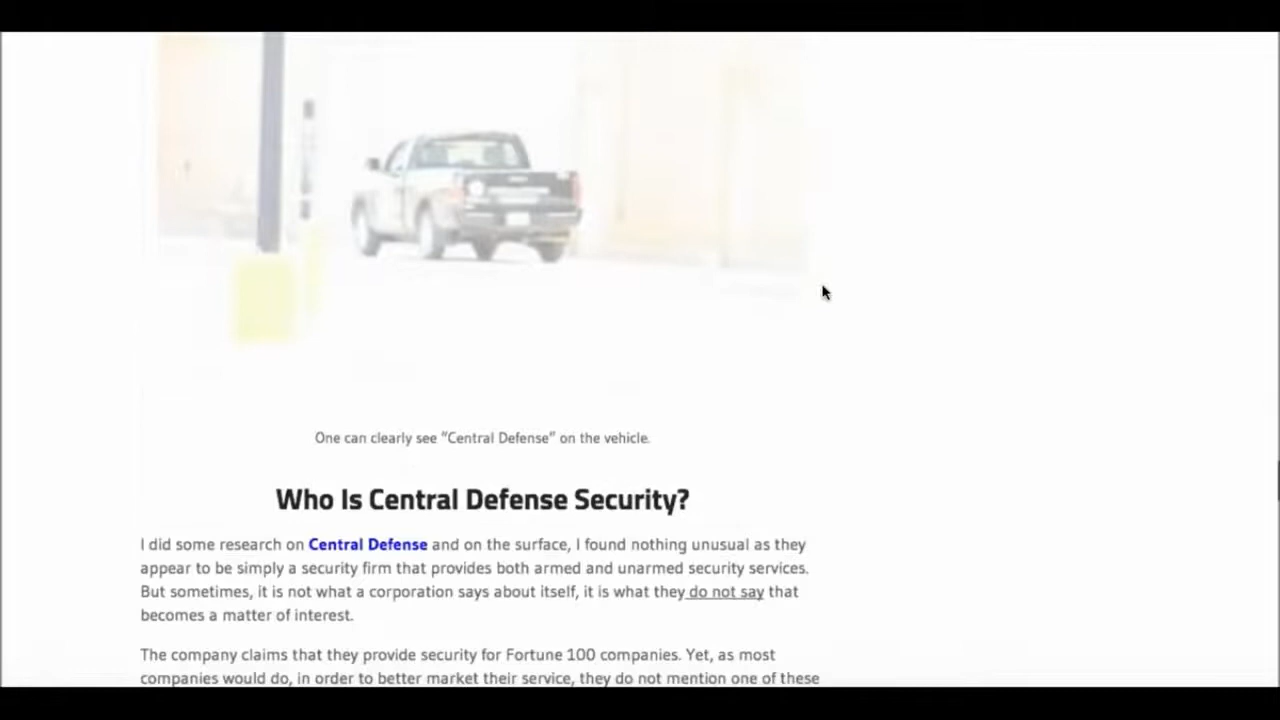 One can clearly see “Central Defense” on the vehicle.
Who Is Central Defense Security?
I did some research on Central Defense and on the surface, I found nothing unusual as they
appear to be simply a security firm that provides both armed and unarmed security services.
But sometimes, it is not what a corporation says about itself, it is what they do not say that
becomes a matter of interest.
The company claims that they provide security for Fortune 100 companies. Yet, as most
companies would do, in order to better market their service, they do not mention one of these